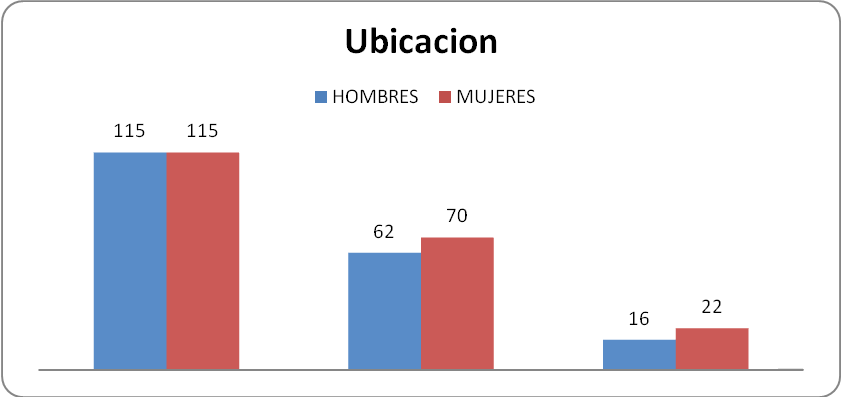 Ubicacion
HOMBRES MUJERES
115 115
62 70
16 22